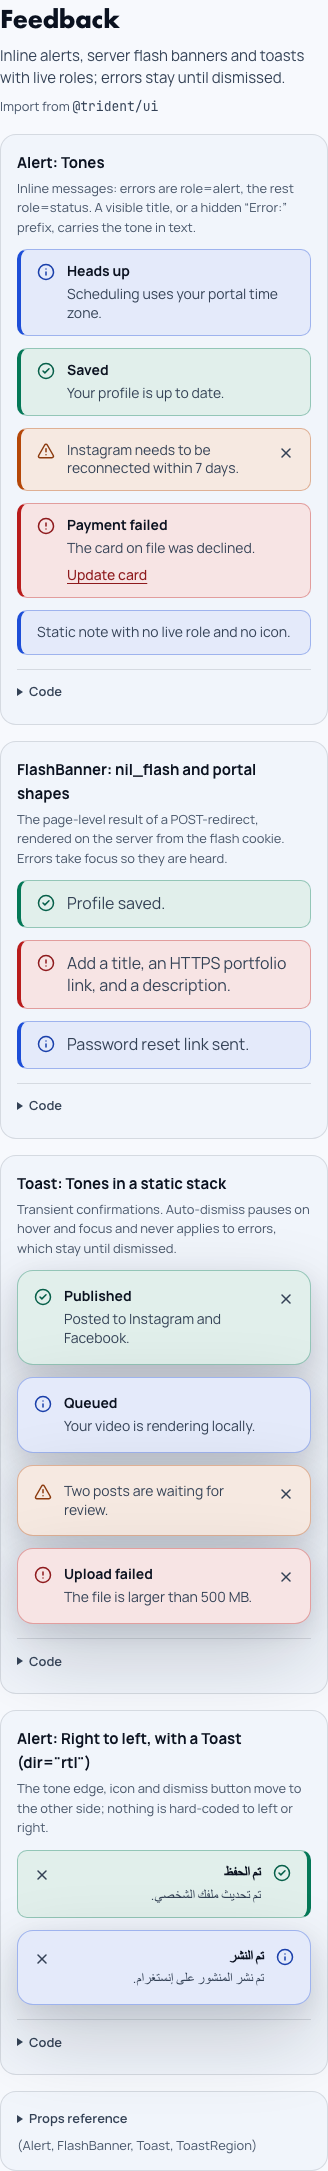 Feedback
Inline alerts, server flash banners and toasts
with live roles; errors stay until dismissed.
Import from @trident/ui
Alert: Tones
Inline messages: errors are role=alert, the rest
role=status. A visible title, or a hidden “Error:”
prefix, carries the tone in text.
Heads up
Scheduling uses your portal time
zone.
Saved
Your profile is up to date.
Instagram needs to be
reconnected within 7 days.
Payment failed
The card on file was declined.
Update card
Static note with no live role and no icon.
Code
FlashBanner: nil_flash and portal
shapes
The page-level result of a POST-redirect,
rendered on the server from the flash cookie.
Errors take focus so they are heard.
Profile saved.
Add a title, an HTTPS portfolio
link, and a description.
Password reset link sent.
Code
Toast: Tones in a static stack
Transient confirmations. Auto-dismiss pauses on
hover and focus and never applies to errors,
which stay until dismissed.
Published
Posted to Instagram and
Facebook.
Queued
Your video is rendering locally.
Two posts are waiting for
review.
Upload failed
The file is larger than 500 MB.
Code
Alert: Right to left, with a Toast
(dir="rtl")
The tone edge, icon and dismiss button move to
the other side; nothing is hard-coded to left or
right.
تم الحفظ
تم تحديث ملفك الشخصي.
تم النشر
تم نشر المنشور على إنستغرام.
Code
Props reference
(Alert, FlashBanner, Toast, ToastRegion)